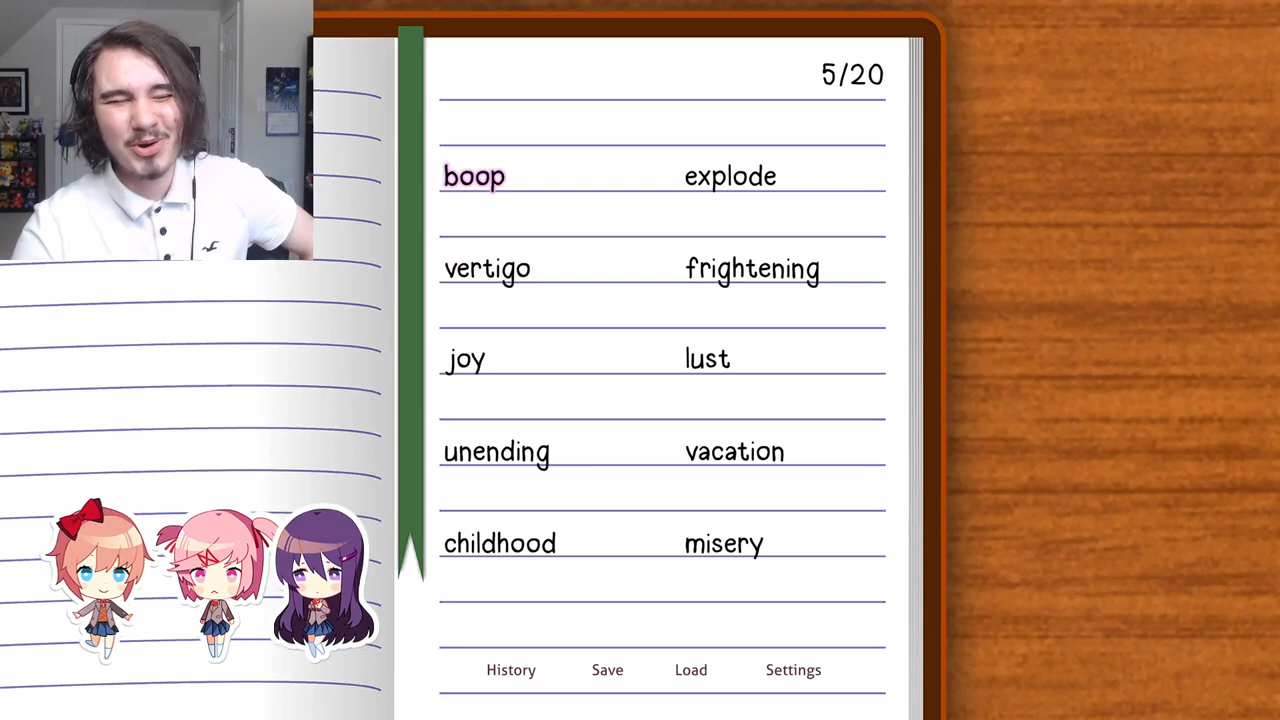 5/20
boop explode
vertigo frightening
joy lust
unending vacation
childhood misery
History Save Load Settings